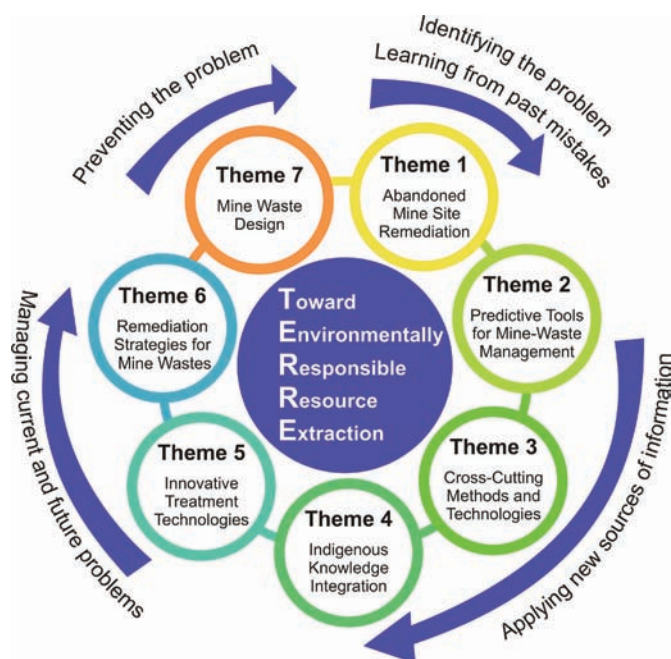 Preventing the problem
Identifying the problem
Learning from past mistakes
Theme 7
Mine Waste
Design
Theme 1
Abandoned
Mine Site
Remediation
Theme 6
Remediation
Strategies for
Mine Wastes
Toward
Environmentally
Responsible
Resource
Extraction
Theme 2
Predictive Tools
for Mine-Waste
Management
Theme 5
Innovative
Treatment
Technologies
Theme 3
Cross-Cutting
Methods and
Technologies
Theme 4
Indigenous
Knowledge
Integration
Managing current and future problems
Applying new sources of information